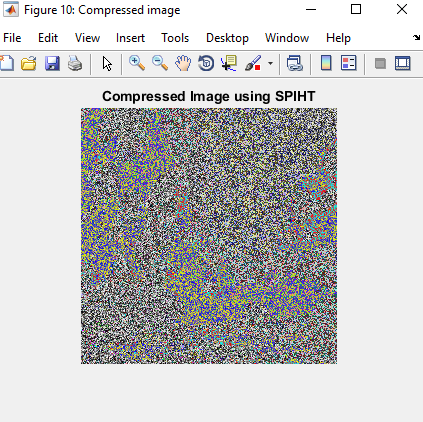 Figure 10: Compressed image
File Edit View Insert Tools Desktop Window Help
Compressed Image using SPIHT